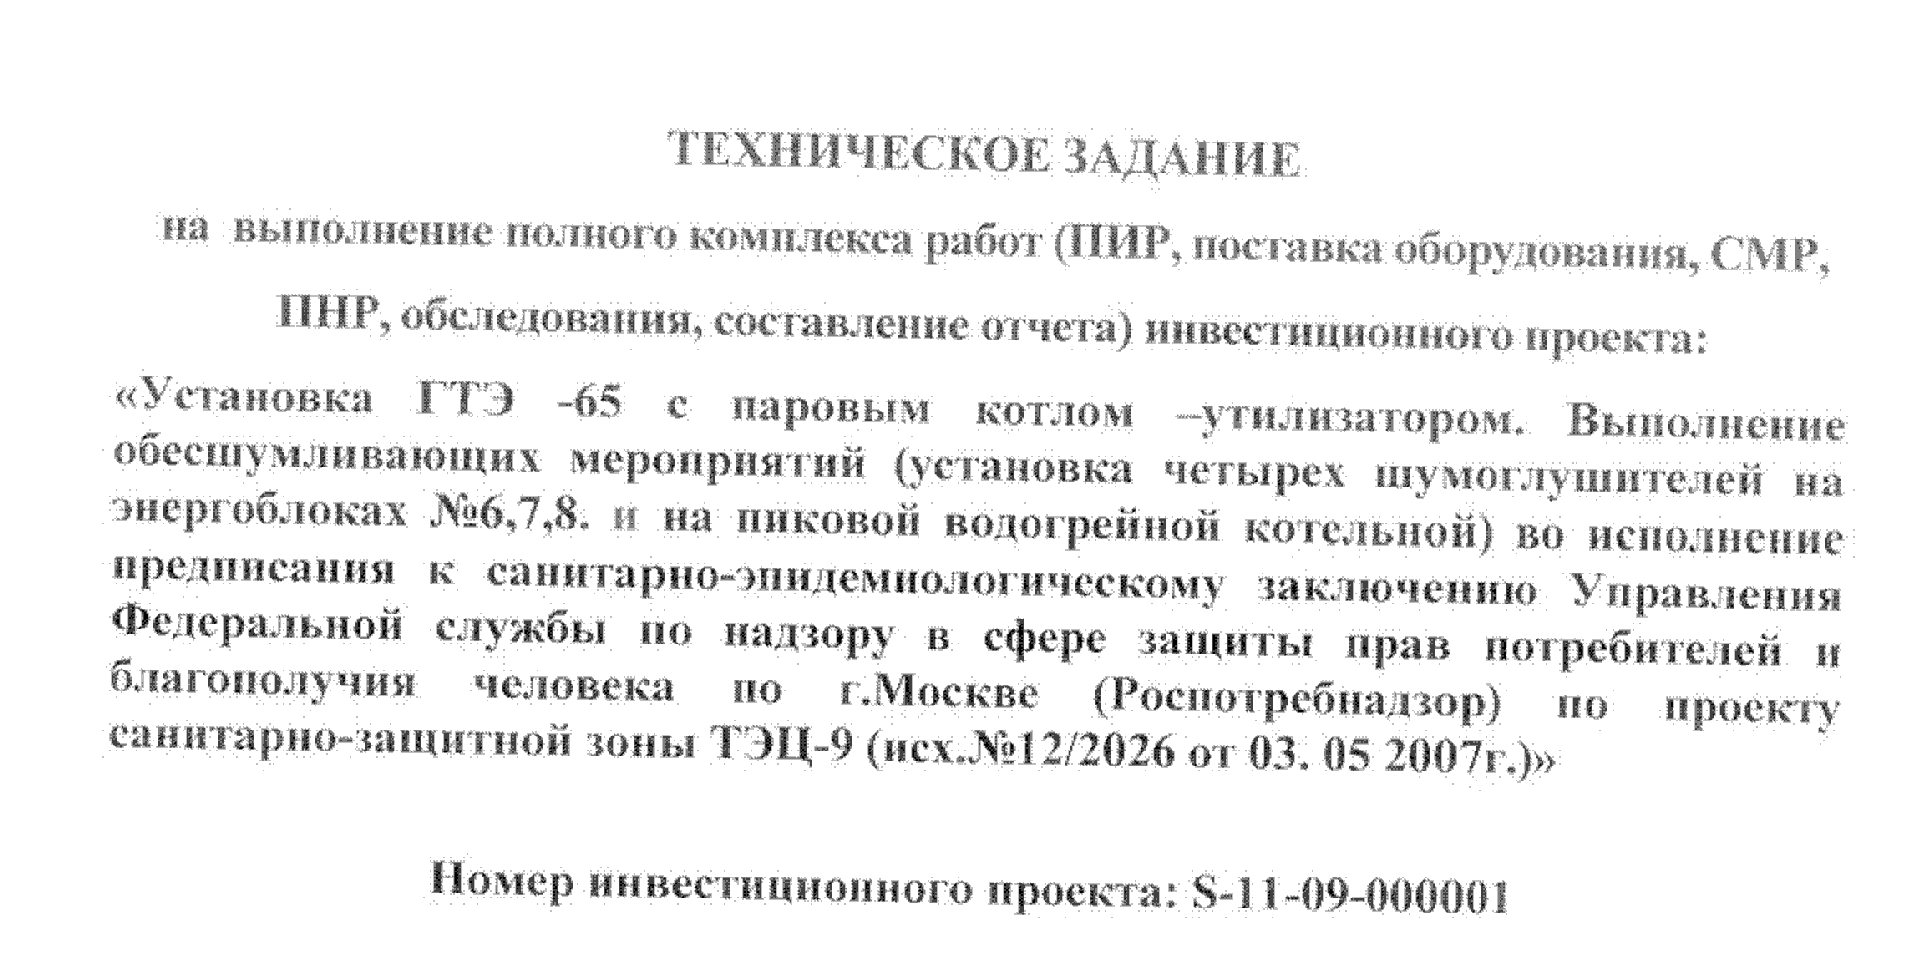 ТЕХНИЧЕСКОЕ ЗАДАНИЕ
на выполнение полного комплекса работ (ПИР, поставка оборудования, СМР,
ПНР, обследования, составление отчета) инвестиционного проекта:
«Установка ГТЭ -65 с паровым котлом –утилизатором. Выполнение
обесшумливающих мероприятий (установка четырех шумоглушителей на
энергоблоках №6,7,8. и на пиковой водогрейной котельной) во исполнение
предписания к санитарно-эпидемиологическому заключению Управления
Федеральной службы по надзору в сфере защиты прав потребителей и
благополучия человека по г.Москве (Роспотребнадзор) по проекту
санитарно-защитной зоны ТЭЦ-9 (исх.№12/2026 от 03. 05 2007г.)»
Номер инвестиционного проекта: S-11-09-000001